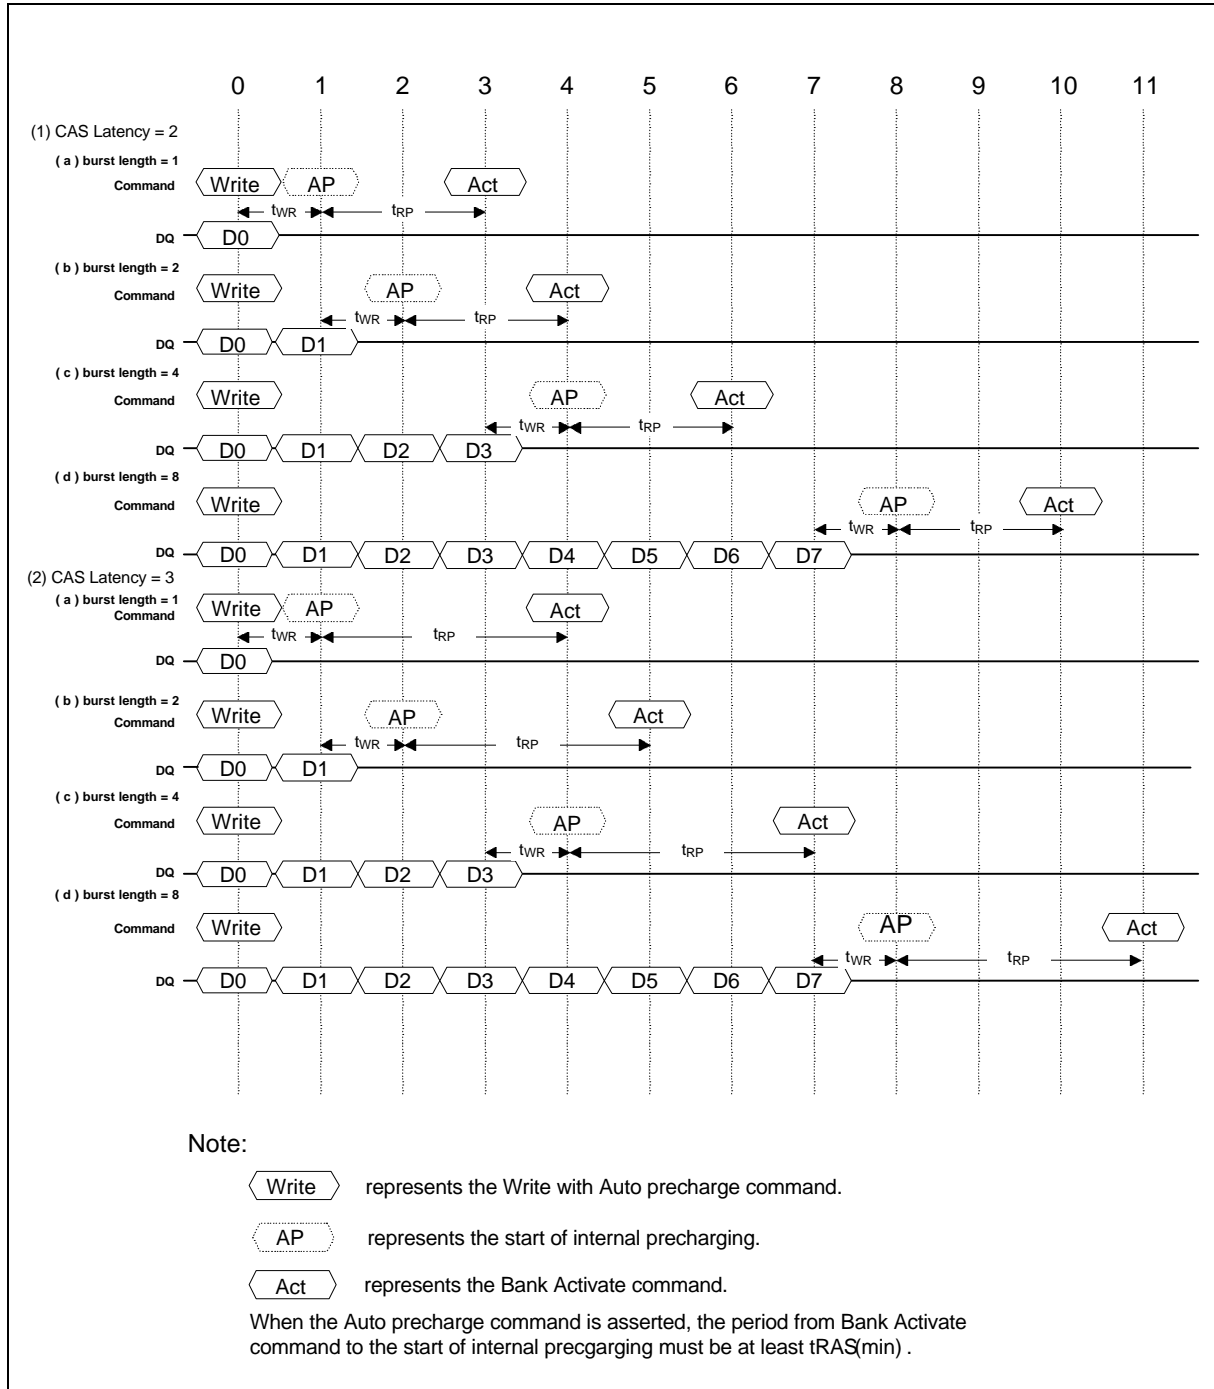 0 1 2 3 4 5 6 7 8 9 10 11
(1) CAS Latency = 2
( a ) burst length = 1
Command Write AP Act
tWR tRP
DQ D0
( b ) burst length = 2
Command Write AP Act
tWR tRP
DQ D0 D1
( c ) burst length = 4
Command Write AP Act
tWR tRP
DQ D0 D1 D2 D3
( d ) burst length = 8
Command Write AP Act
tWR tRP
DQ D0 D1 D2 D3 D4 D5 D6 D7
(2) CAS Latency = 3
( a ) burst length = 1
Command Write AP Act
tWR tRP
DQ D0
( b ) burst length = 2
Command Write AP Act
tWR tRP
DQ D0 D1
( c ) burst length = 4
Command Write AP Act
tWR tRP
DQ D0 D1 D2 D3
( d ) burst length = 8
Command Write AP Act
tWR tRP
DQ D0 D1 D2 D3 D4 D5 D6 D7
Note:
Write represents the Write with Auto precharge command.
AP represents the start of internal precharging.
Act represents the Bank Activate command.
When the Auto precharge command is asserted, the period from Bank Activate
command to the start of internal precgarging must be at least tRAS(min) .